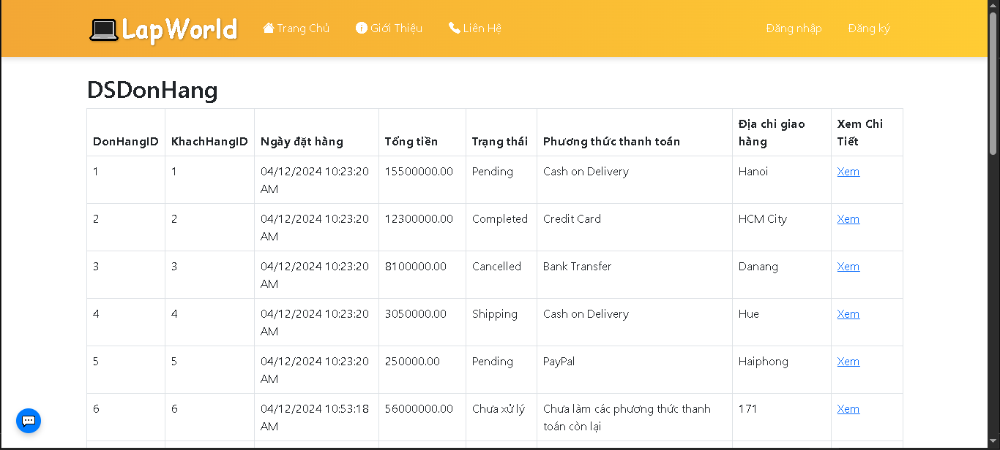 LapWorld Trang Chủ Giới Thiệu Liên Hệ Đăng nhập Đăng ký
DSDonHang
DonHangID KhachHangID Ngày đặt hàng Tổng tiền Trạng thái Phương thức thanh toán Địa chỉ giao hàng Xem Chi Tiết
1 1 04/12/2024 10:23:20 AM 15500000.00 Pending Cash on Delivery Hanoi Xem
2 2 04/12/2024 10:23:20 AM 12300000.00 Completed Credit Card HCM City Xem
3 3 04/12/2024 10:23:20 AM 8100000.00 Cancelled Bank Transfer Danang Xem
4 4 04/12/2024 10:23:20 AM 3050000.00 Shipping Cash on Delivery Hue Xem
5 5 04/12/2024 10:23:20 AM 250000.00 Pending PayPal Haiphong Xem
6 6 04/12/2024 10:53:18 AM 56000000.00 Chưa xử lý Chưa làm các phương thức thanh toán còn lại 171 Xem